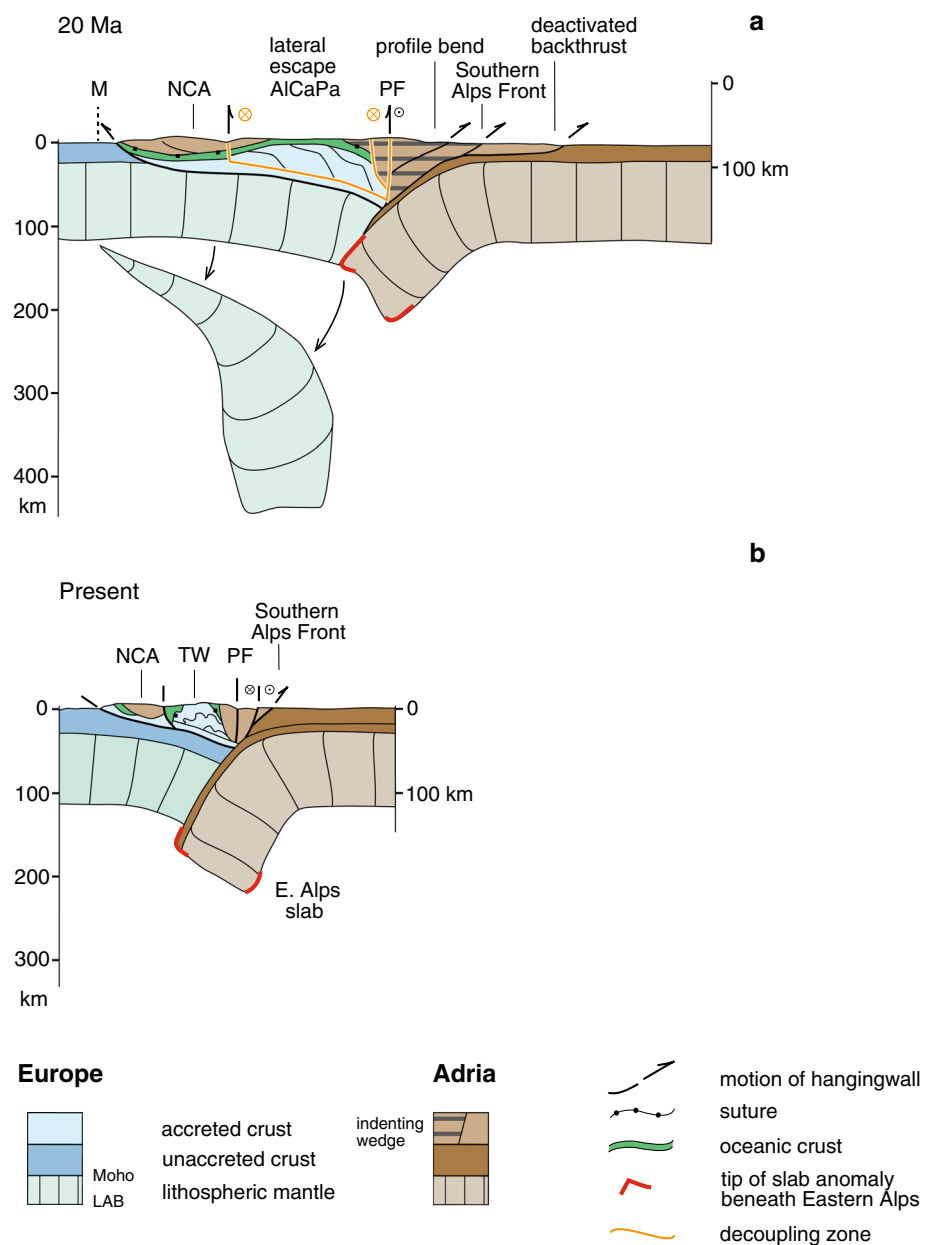 20 Ma
a
lateral
escape
AlCaPa
profile bend
deactivated
backthrust
Southern
Alps Front
M
NCA
PF
0
100
200
300
400
km
0
100 km
b
Present
Southern
Alps Front
NCA
TW
PF
0
100
200
300
km
0
100 km
E. Alps
slab
Europe
accreted crust
unaccreted crust
Moho
LAB
lithospheric mantle
Adria
indenting
wedge
motion of hangingwall
suture
oceanic crust
tip of slab anomaly
beneath Eastern Alps
decoupling zone